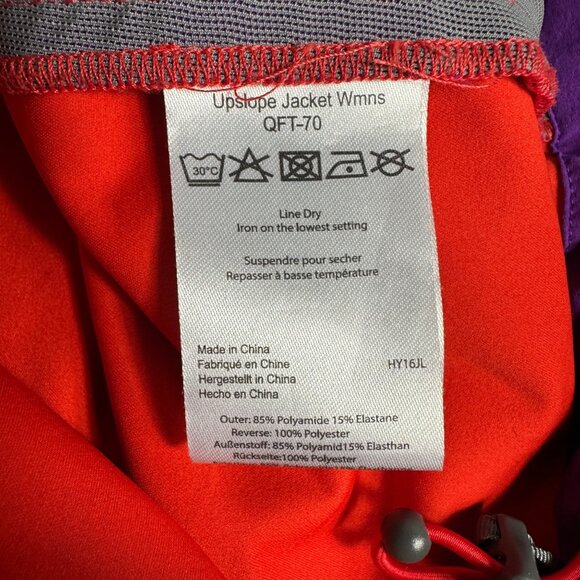 Upslope Jacket Wmns
QFT-70
30°C
Line Dry
Iron on the lowest setting
Suspendre pour secher
Repasser à basse température
Made in China
Fabriqué en Chine HY16JL
Hergestellt in China
Hecho en China
Outer: 85% Polyamide 15% Elastane
Reverse: 100% Polyester
Außenstoff: 85% Polyamid15% Elasthan
Rückseite:100% Polyester